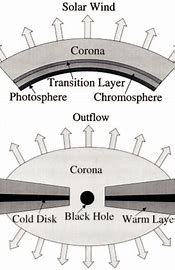 Solar Wind
Corona
Transition Layer
Photosphere
Chromosphere
Outflow
Corona
Cold Disk
Black Hole
Warm Layer